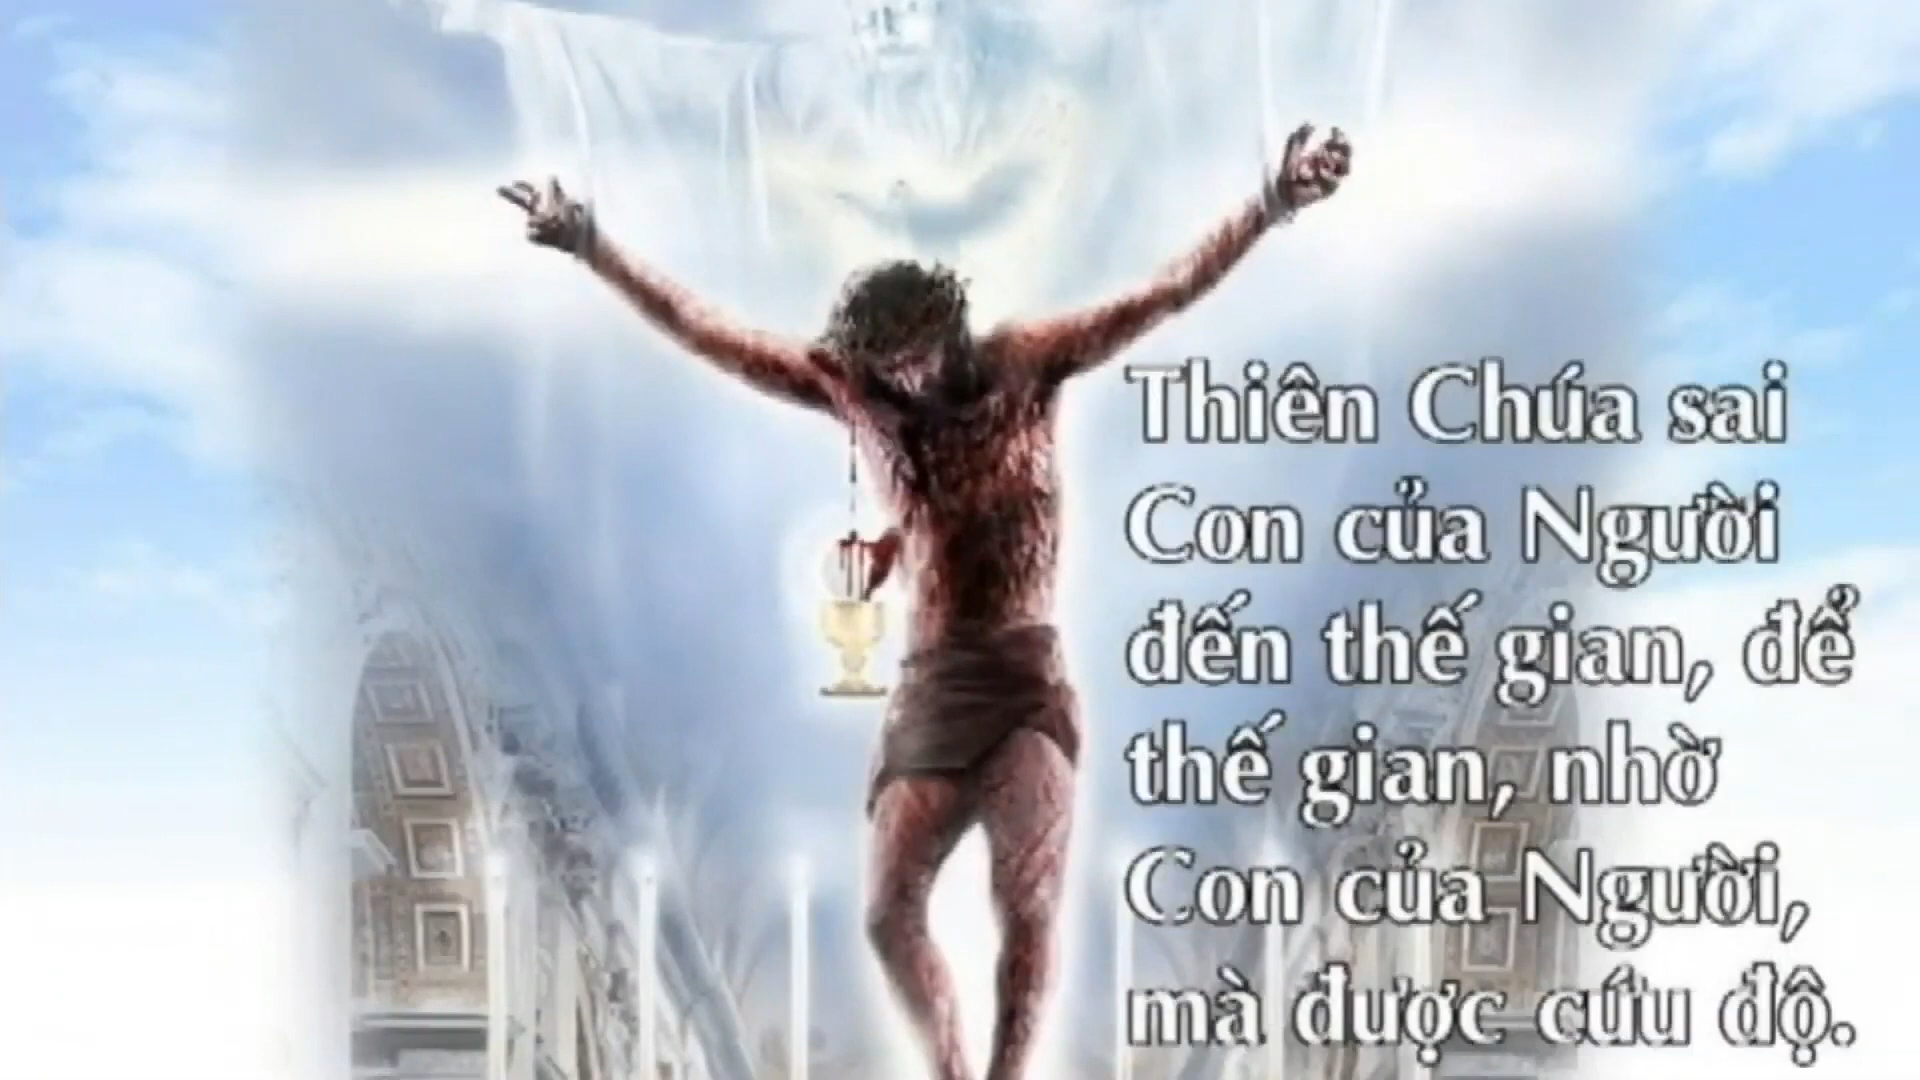 Thiên Chúa sai
Con của Người
đến thế gian, để
thế gian, nhờ
Con của Người,
mà được cứu độ.